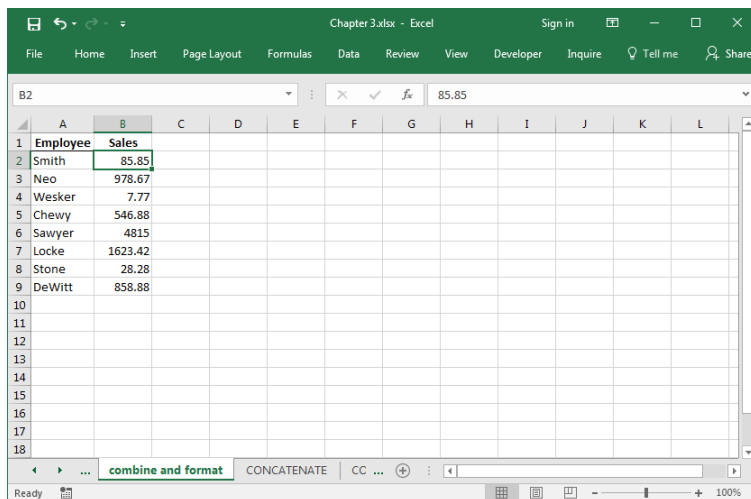 Chapter 3.xlsx - Excel Sign in
File Home Insert Page Layout Formulas Data Review View Developer Inquire Tell me Share
B2 fx 85.85
A B C D E F G H I J K L
1 Employee Sales
2 Smith 85.85
3 Neo 978.67
4 Wesker 7.77
5 Chewy 546.88
6 Sawyer 4815
7 Locke 1623.42
8 Stone 28.28
9 DeWitt 858.88
10
11
12
13
14
15
16
17
18
... combine and format CONCATENATE CC ...
Ready 100%